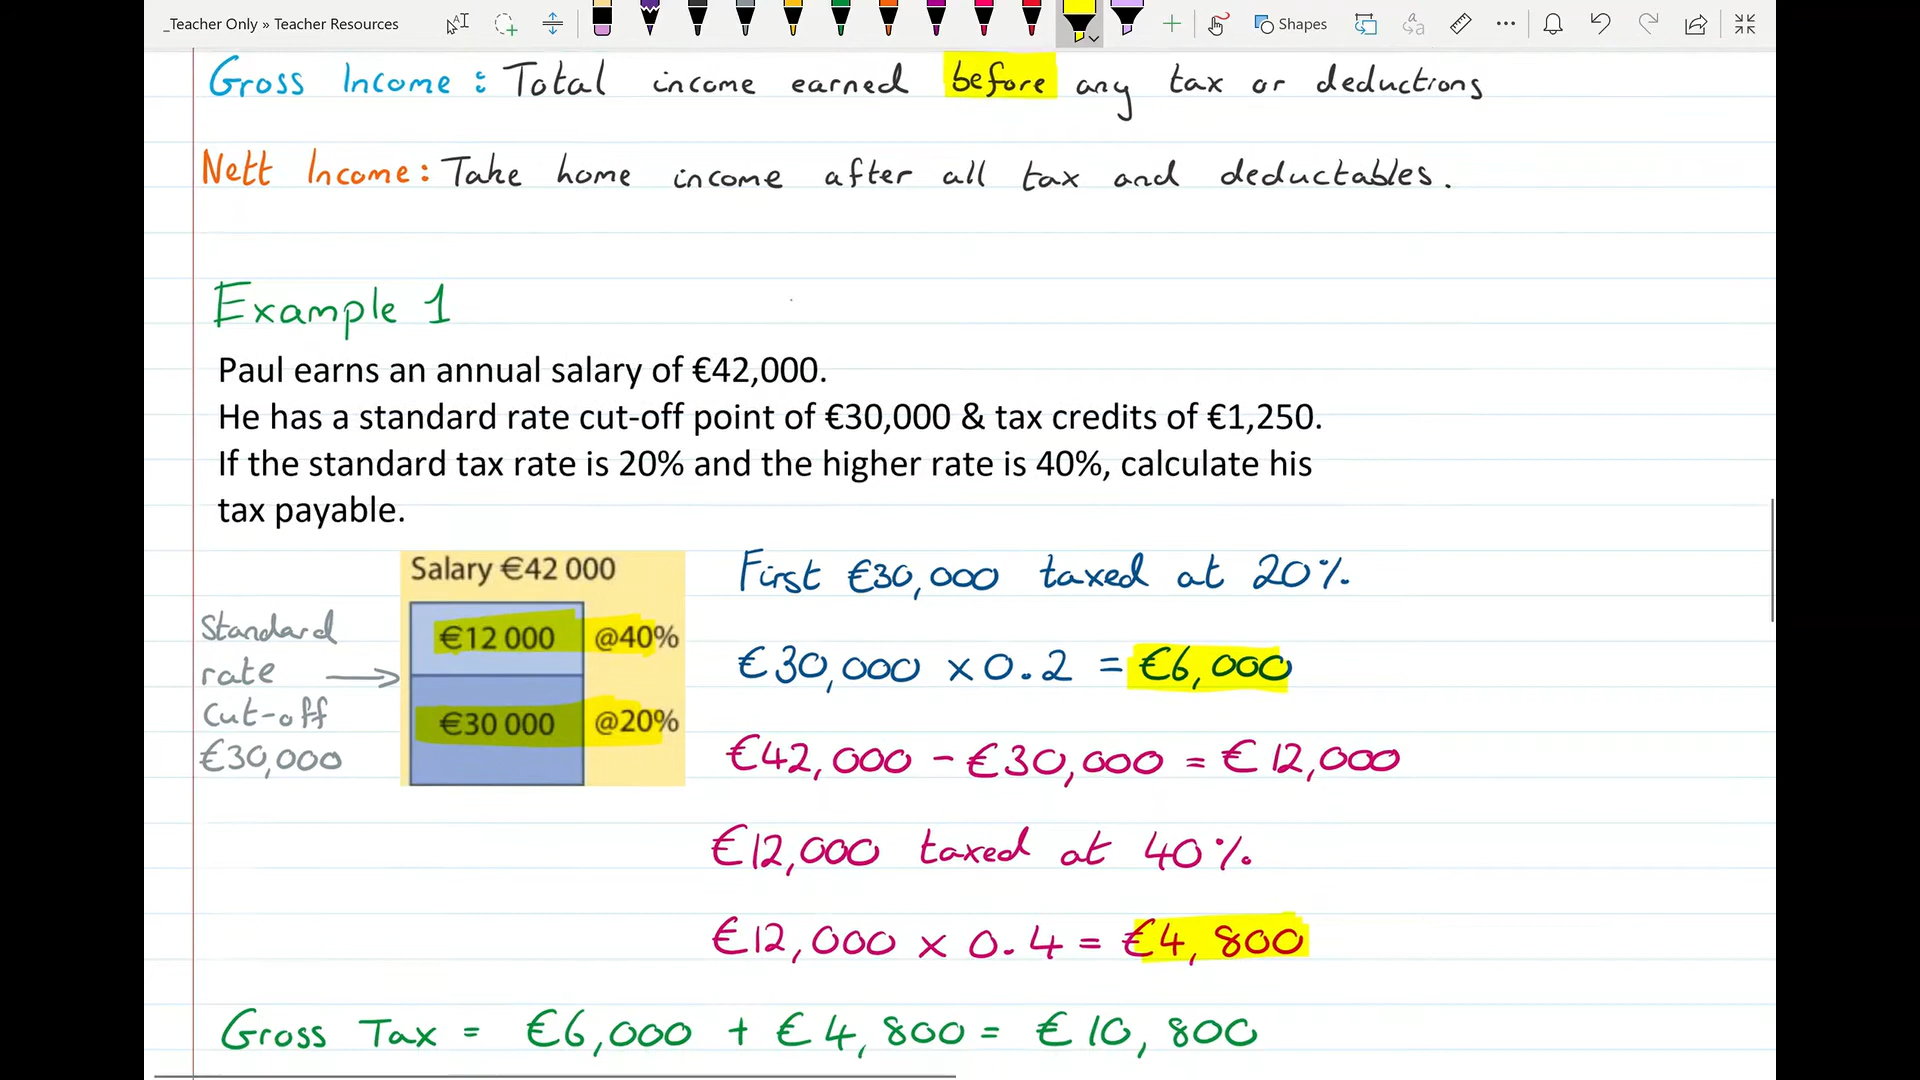 _Teacher Only » Teacher Resources
Shapes
Gross Income: Total income earned before any tax or deductions
Nett Income: Take home income after all tax and deductables.
Example 1
Paul earns an annual salary of €42,000.
He has a standard rate cut-off point of €30,000 & tax credits of €1,250.
If the standard tax rate is 20% and the higher rate is 40%, calculate his
tax payable.
Standard
rate
cut-off
€30,000
Salary €42 000
€12 000 @40%
€30 000 @20%
First €30,000 taxed at 20%.
€30,000 x 0.2 = €6,000
€42,000 - €30,000 = €12,000
€12,000 taxed at 40%.
€12,000 x 0.4 = €4,800
Gross Tax = €6,000 + €4,800 = €10,800